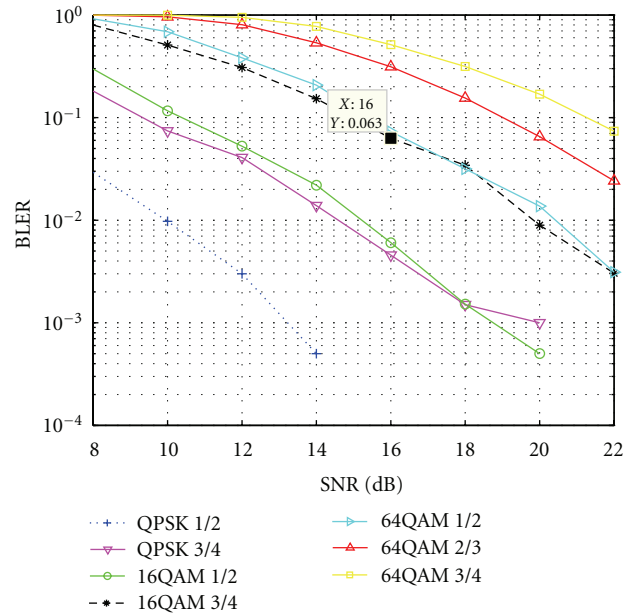 10^0
10^-1
10^-2
10^-3
10^-4
BLER
X: 16
Y: 0.063
8 10 12 14 16 18 20 22
SNR (dB)
QPSK 1/2
QPSK 3/4
16QAM 1/2
16QAM 3/4
64QAM 1/2
64QAM 2/3
64QAM 3/4